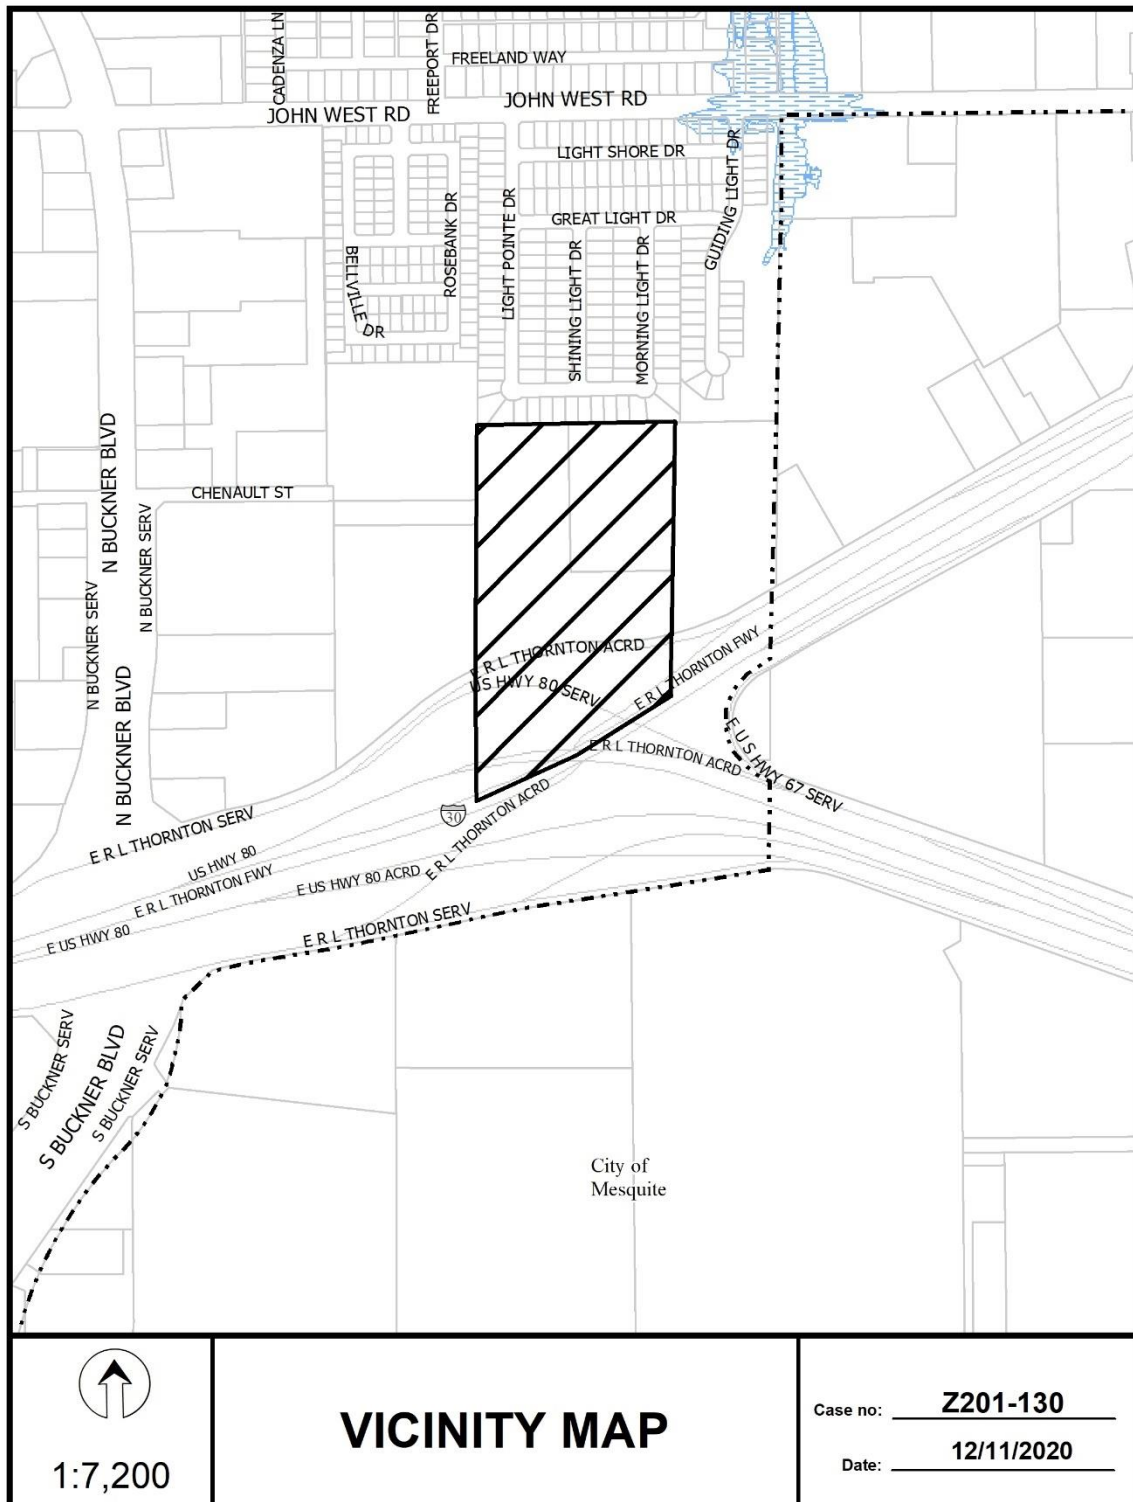 CADENZA LN
FREEPORT DR
FREELAND WAY
JOHN WEST RD
JOHN WEST RD
LIGHT SHORE DR
GUIDING LIGHT DR
GREAT LIGHT DR
ROSEBANK DR
LIGHT POINTE DR
BELLVILLE DR
SHINING LIGHT DR
MORNING LIGHT DR
N BUCKNER BLVD
CHENAULT ST
N BUCKNER SERV
N BUCKNER SERV
N BUCKNER BLVD
E R L THORNTON ACRD
US HWY 80 SERV
E R L THORNTON FWY
E R L THORNTON ACRD
E U S HWY 67 SERV
30
E R L THORNTON ACRD
E R L THORNTON SERV
US HWY 80
E R L THORNTON FWY
E US HWY 80 ACRD
E US HWY 80
E R L THORNTON SERV
S BUCKNER SERV
S BUCKNER BLVD
S BUCKNER SERV
City of
Mesquite
1:7,200
VICINITY MAP
Case no: Z201-130
Date: 12/11/2020